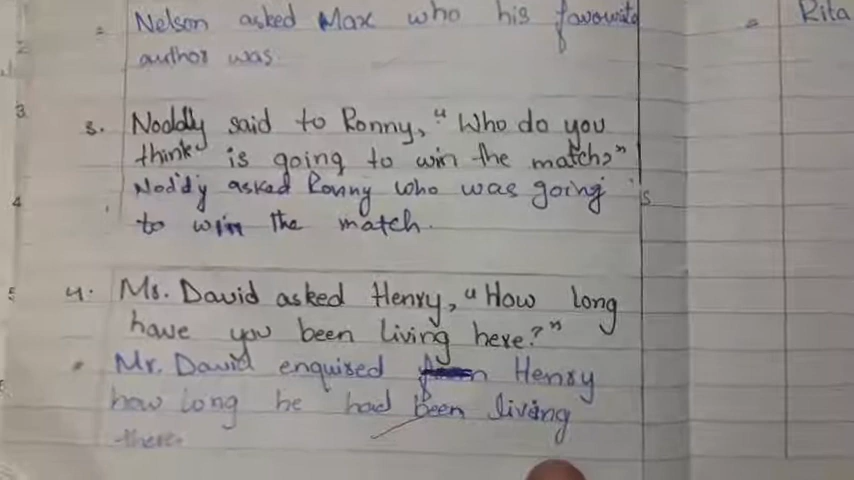 Nelson asked Max who his favourite
author was.
Rita
3. Noddy said to Ronny, "Who do you
think is going to win the match?"
Noddy asked Ronny who was going
to win the match.
4. Ms. David asked Henry, "How long
have you been living here?"
Mr. David enquired Henry
how long he had been living
there.
2
3
4
5
's